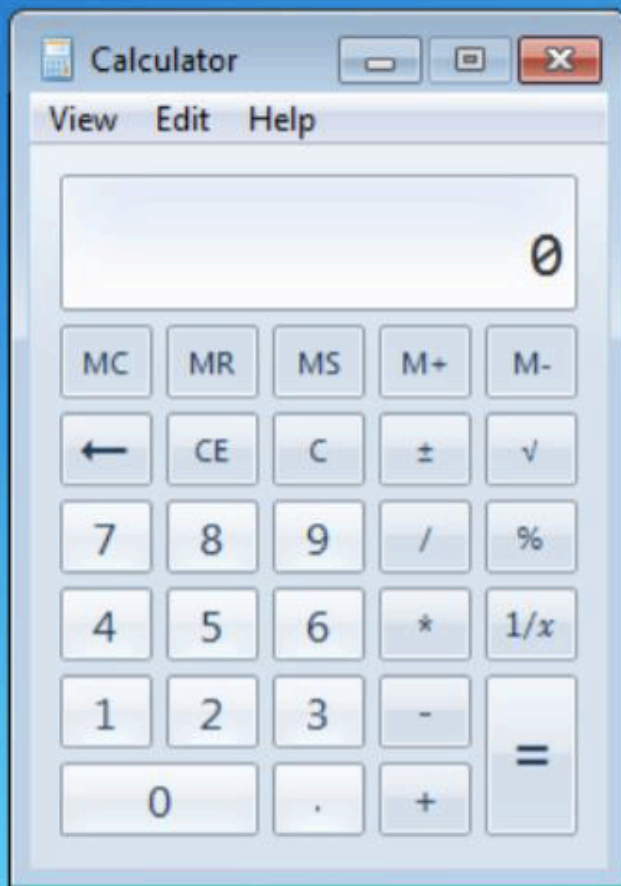 Calculator
View Edit Help
0
MC MR MS M+ M-
← CE C ± √
7 8 9 / %
4 5 6 * 1/x
1 2 3 - =
0 . +